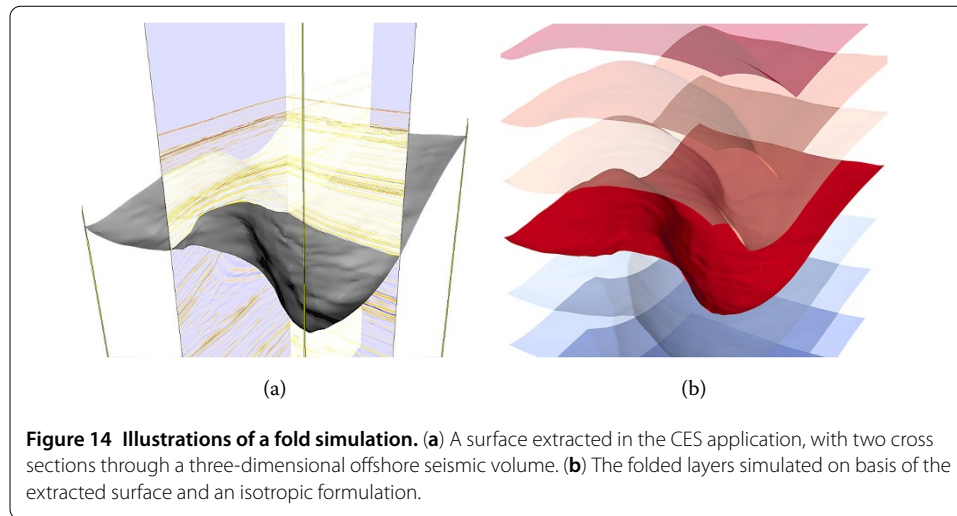 (a)
(b)
Figure 14 Illustrations of a fold simulation. (a) A surface extracted in the CES application, with two cross
sections through a three-dimensional offshore seismic volume. (b) The folded layers simulated on basis of the
extracted surface and an isotropic formulation.